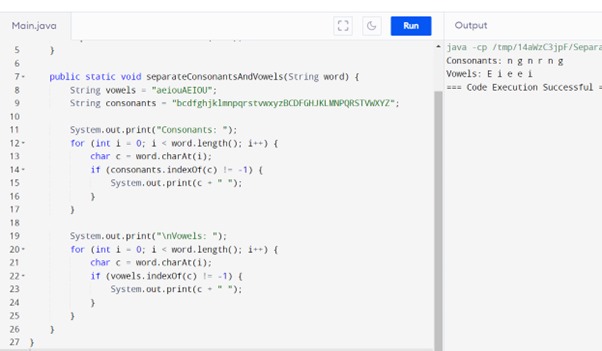 Main.java
Run
Output
5 }
6
7 public static void separateConsonantsAndVowels(String word) {
8 String vowels = "aeiouAEIOU";
9 String consonants = "bcdfghjklmnpqrstvwxyzBCDFGHJKLMNPQRSTVWXYZ";
10
11 System.out.print("Consonants: ");
12 for (int i = 0; i < word.length(); i++) {
13 char c = word.charAt(i);
14 if (consonants.indexOf(c) != -1) {
15 System.out.print(c + " ");
16 }
17 }
18
19 System.out.print("\nVowels: ");
20 for (int i = 0; i < word.length(); i++) {
21 char c = word.charAt(i);
22 if (vowels.indexOf(c) != -1) {
23 System.out.print(c + " ");
24 }
25 }
26 }
27 }
java -cp /tmp/14aWzC3jpF/Separa
Consonants: n g n r n g
Vowels: E i e e i
=== Code Execution Successful =